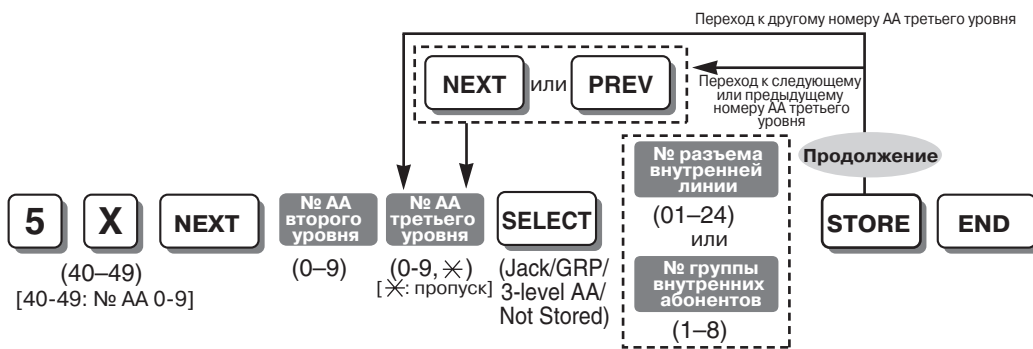 Переход к другому номеру АА третьего уровня
NEXT или PREV
Переход к следующему
или предыдущему
номеру АА третьего
уровня
Продолжение
5 X NEXT
№ АА
второго
уровня
(0–9)
№ АА
третьего
уровня
(0-9, ✳)
[✳: пропуск]
SELECT
(Jack/GRP/
3-level AA/
Not Stored)
№ разъема
внутренней
линии
(01–24)
или
№ группы
внутренних
абонентов
(1–8)
STORE END
(40–49)
[40-49: № АА 0-9]